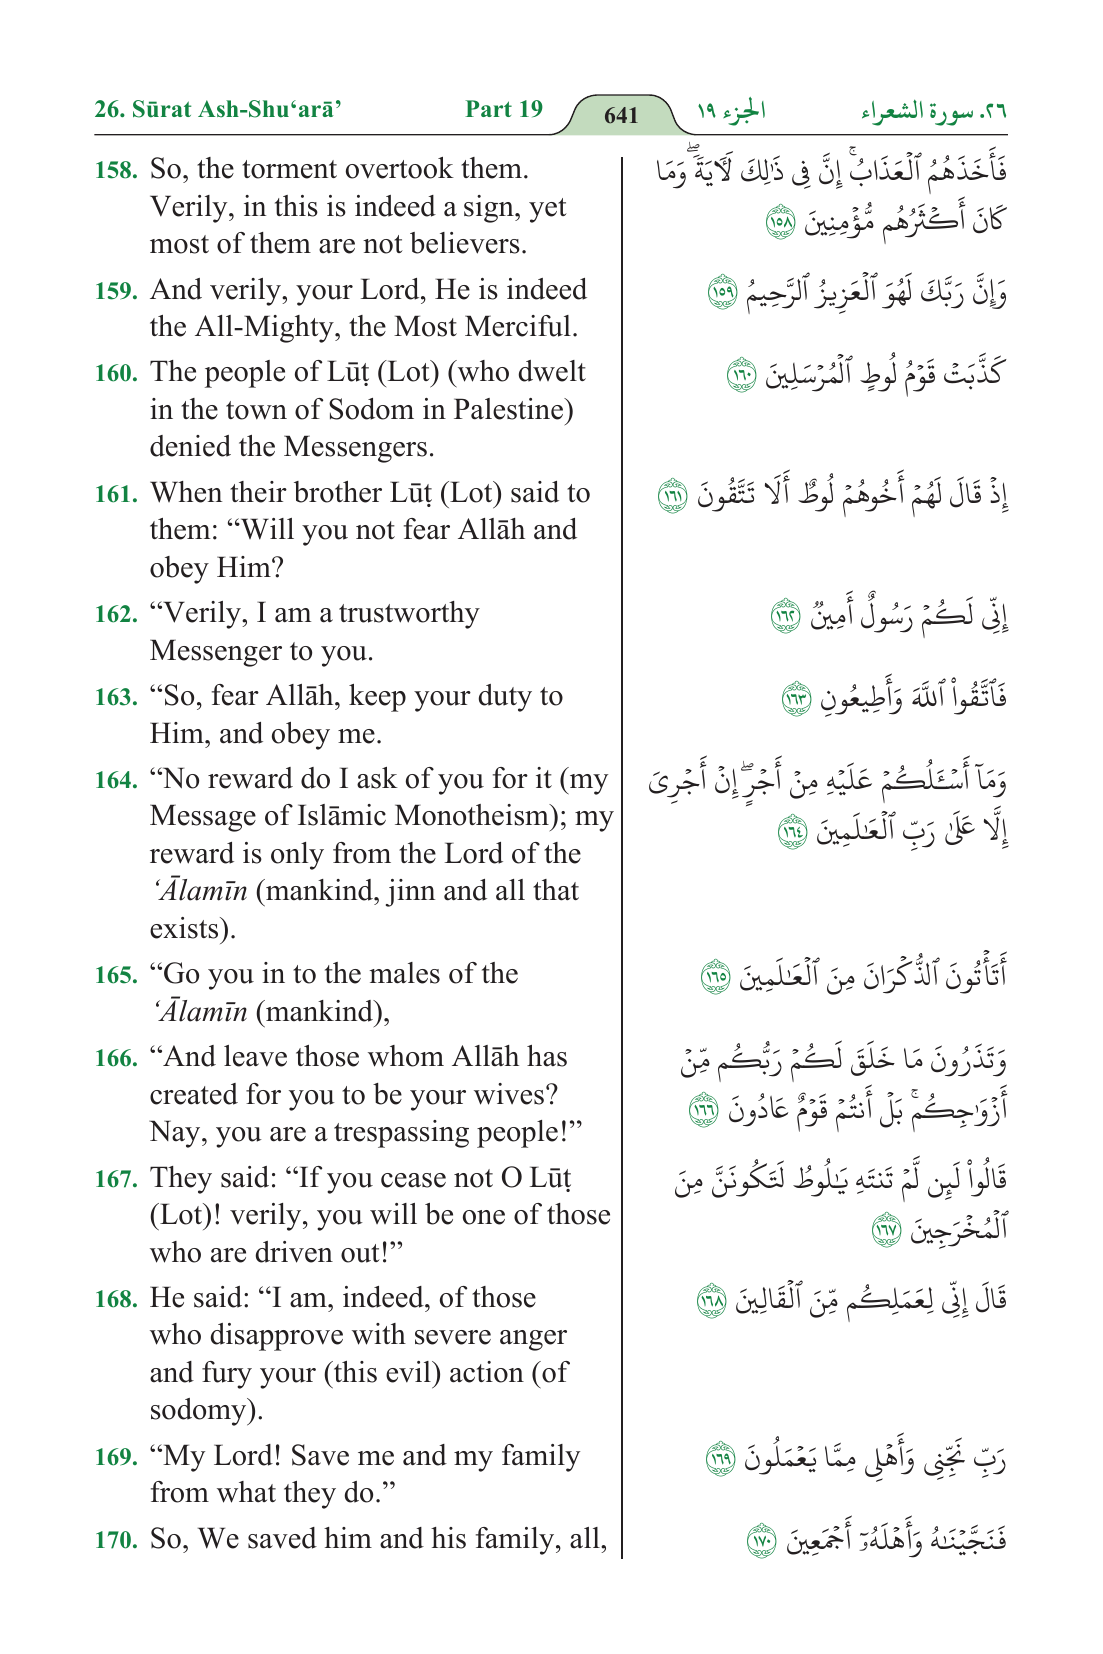 26. Sūrat Ash-Shu‘arā’ Part 19 641 الجزء ١٩ ٢٦. سورة الشعراء
158. So, the torment overtook them.
Verily, in this is indeed a sign, yet
most of them are not believers.
159. And verily, your Lord, He is indeed
the All-Mighty, the Most Merciful.
160. The people of Lūṭ (Lot) (who dwelt
in the town of Sodom in Palestine)
denied the Messengers.
161. When their brother Lūṭ (Lot) said to
them: “Will you not fear Allāh and
obey Him?
162. “Verily, I am a trustworthy
Messenger to you.
163. “So, fear Allāh, keep your duty to
Him, and obey me.
164. “No reward do I ask of you for it (my
Message of Islāmic Monotheism); my
reward is only from the Lord of the
‘Ālamīn (mankind, jinn and all that
exists).
165. “Go you in to the males of the
‘Ālamīn (mankind),
166. “And leave those whom Allāh has
created for you to be your wives?
Nay, you are a trespassing people!”
167. They said: “If you cease not O Lūṭ
(Lot)! verily, you will be one of those
who are driven out!”
168. He said: “I am, indeed, of those
who disapprove with severe anger
and fury your (this evil) action (of
sodomy).
169. “My Lord! Save me and my family
from what they do.”
170. So, We saved him and his family, all,
فَأَخَذَهُمُ ٱلْعَذَابُ ۚ إِنَّ فِى ذَٰلِكَ لَـَٔايَةً ۖ وَمَا
كَانَ أَكْثَرُهُم مُّؤْمِنِينَ ١٥٨
وَإِنَّ رَبَّكَ لَهُوَ ٱلْعَزِيزُ ٱلرَّحِيمُ ١٥٩
كَذَّبَتْ قَوْمُ لُوطٍ ٱلْمُرْسَلِينَ ١٦٠
إِذْ قَالَ لَهُمْ أَخُوهُمْ لُوطٌ أَلَا تَتَّقُونَ ١٦١
إِنِّى لَكُمْ رَسُولٌ أَمِينٌ ١٦٢
فَٱتَّقُوا۟ ٱللَّهَ وَأَطِيعُونِ ١٦٣
وَمَآ أَسْـَٔلُكُمْ عَلَيْهِ مِنْ أَجْرٍ ۖ إِنْ أَجْرِىَ
إِلَّا عَلَىٰ رَبِّ ٱلْعَـٰلَمِينَ ١٦٤
أَتَأْتُونَ ٱلذُّكْرَانَ مِنَ ٱلْعَـٰلَمِينَ ١٦٥
وَتَذَرُونَ مَا خَلَقَ لَكُمْ رَبُّكُم مِّنْ
أَزْوَٰجِكُم ۚ بَلْ أَنتُمْ قَوْمٌ عَادُونَ ١٦٦
قَالُوا۟ لَئِن لَّمْ تَنتَهِ يَـٰلُوطُ لَتَكُونَنَّ مِنَ
ٱلْمُخْرَجِينَ ١٦٧
قَالَ إِنِّى لِعَمَلِكُم مِّنَ ٱلْقَالِينَ ١٦٨
رَبِّ نَجِّنِى وَأَهْلِى مِمَّا يَعْمَلُونَ ١٦٩
فَنَجَّيْنَـٰهُ وَأَهْلَهُۥٓ أَجْمَعِينَ ١٧٠